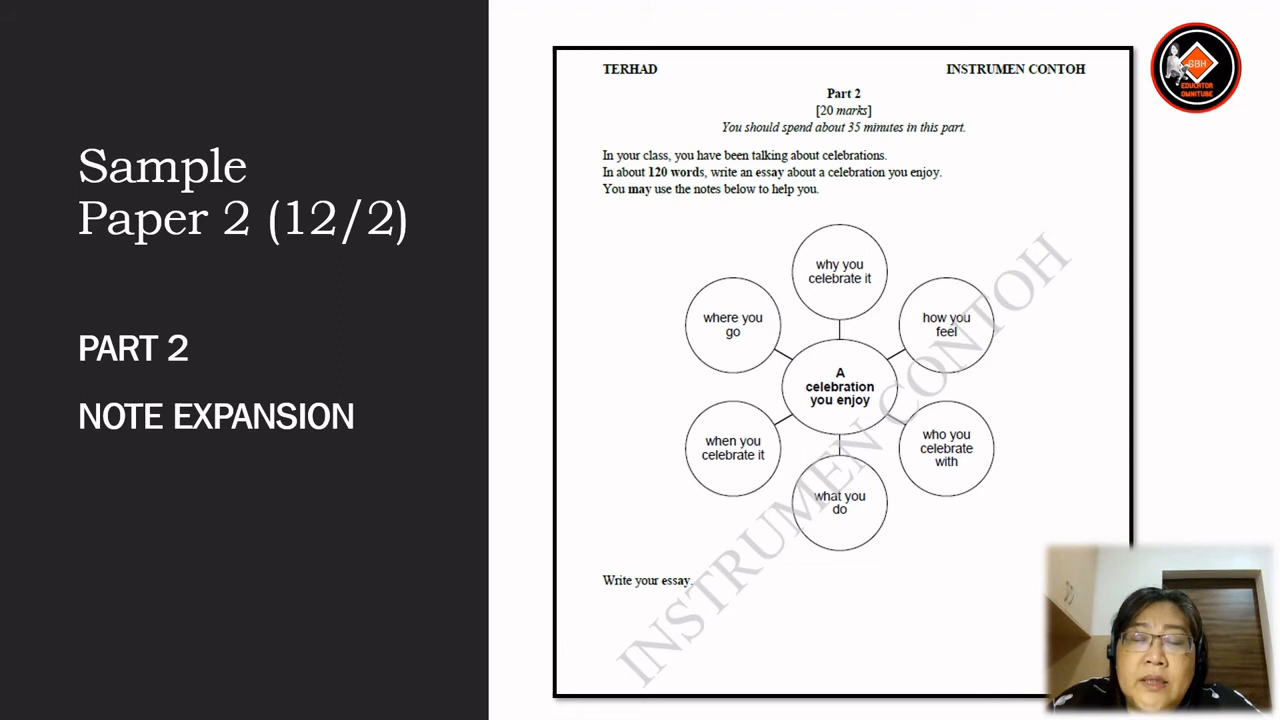 Sample
Paper 2 (12/2)
PART 2
NOTE EXPANSION
TERHAD
INSTRUMEN CONTOH
Part 2
[20 marks]
You should spend about 35 minutes in this part.
In your class, you have been talking about celebrations.
In about 120 words, write an essay about a celebration you enjoy.
You may use the notes below to help you.
why you
celebrate it
where you
go
how you
feel
A
celebration
you enjoy
when you
celebrate it
who you
celebrate
with
what you
do
Write your essay.
INSTRUMEN CONTOH
SBH
EDUCATOR
OMNITUBE